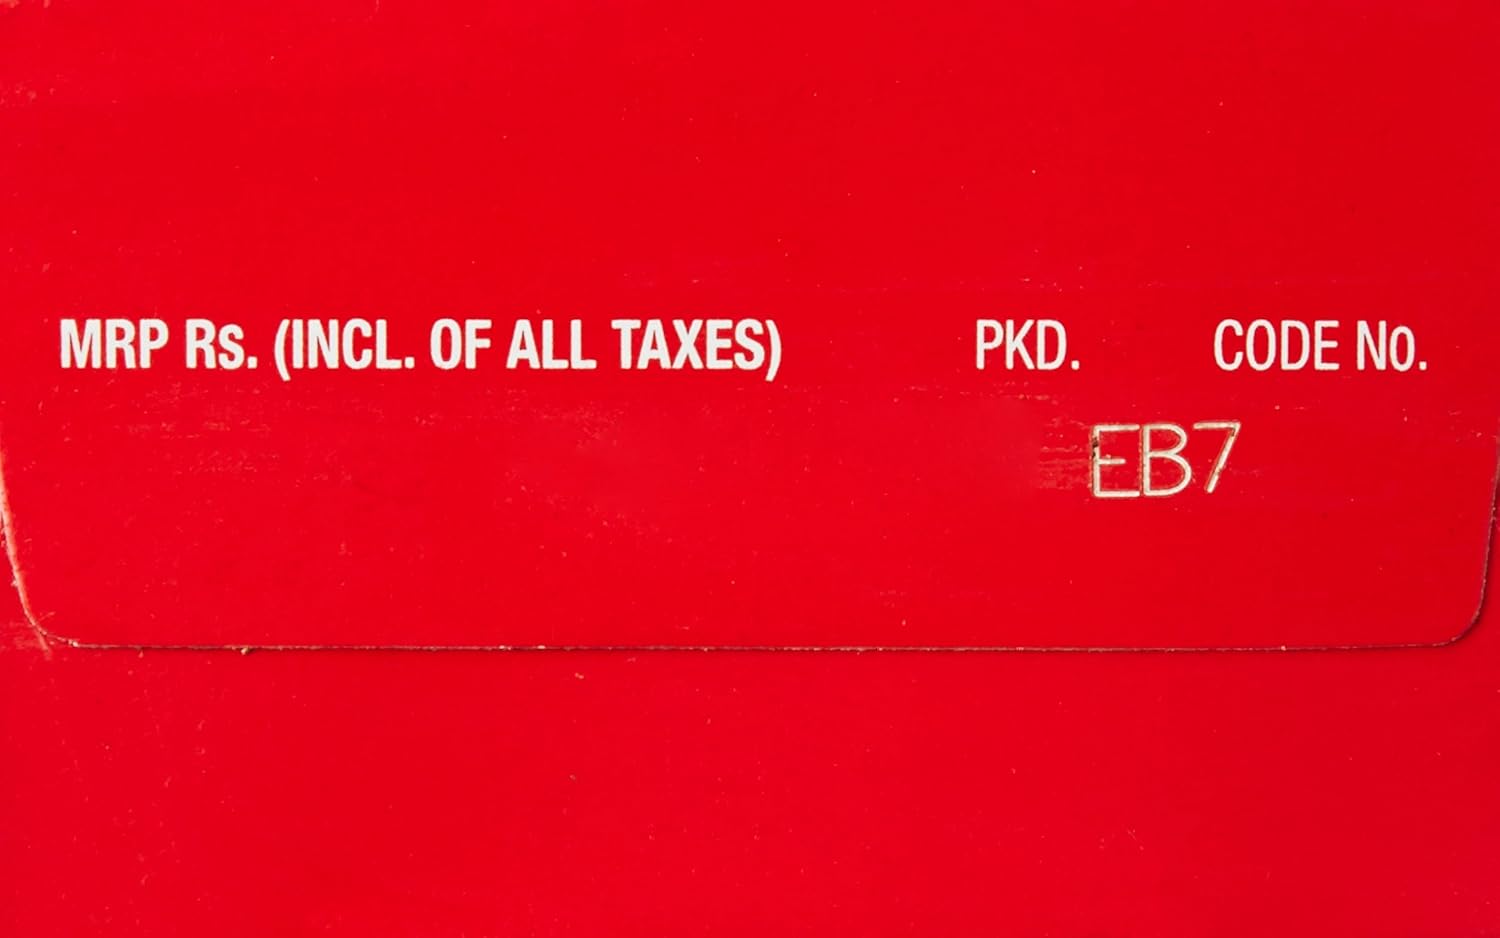 MRP Rs. (INCL. OF ALL TAXES) PKD. CODE No.
EB7